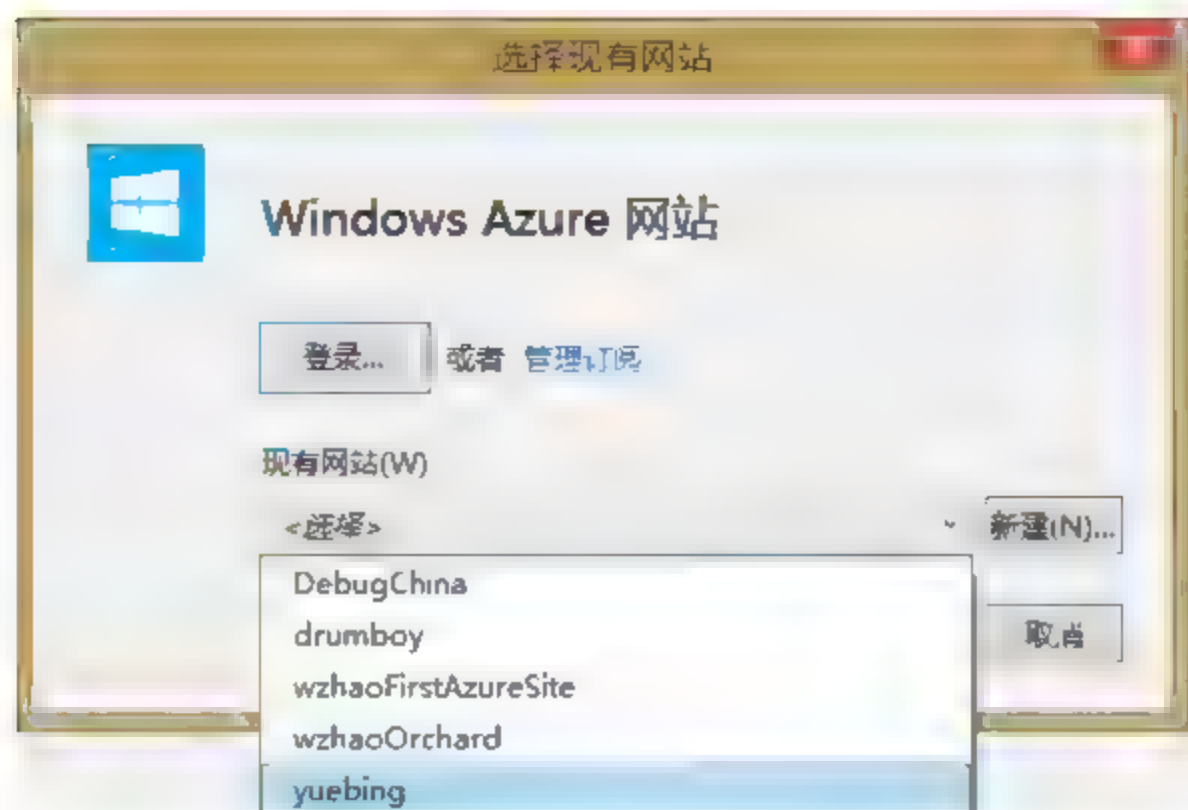 选择现有网站
Windows Azure 网站
登录... 或者 管理订阅
现有网站(W)
<选择> 新建(N)...
DebugChina
drumboy
取消
wzhaoFirstAzureSite
wzhaoOrchard
yuebing